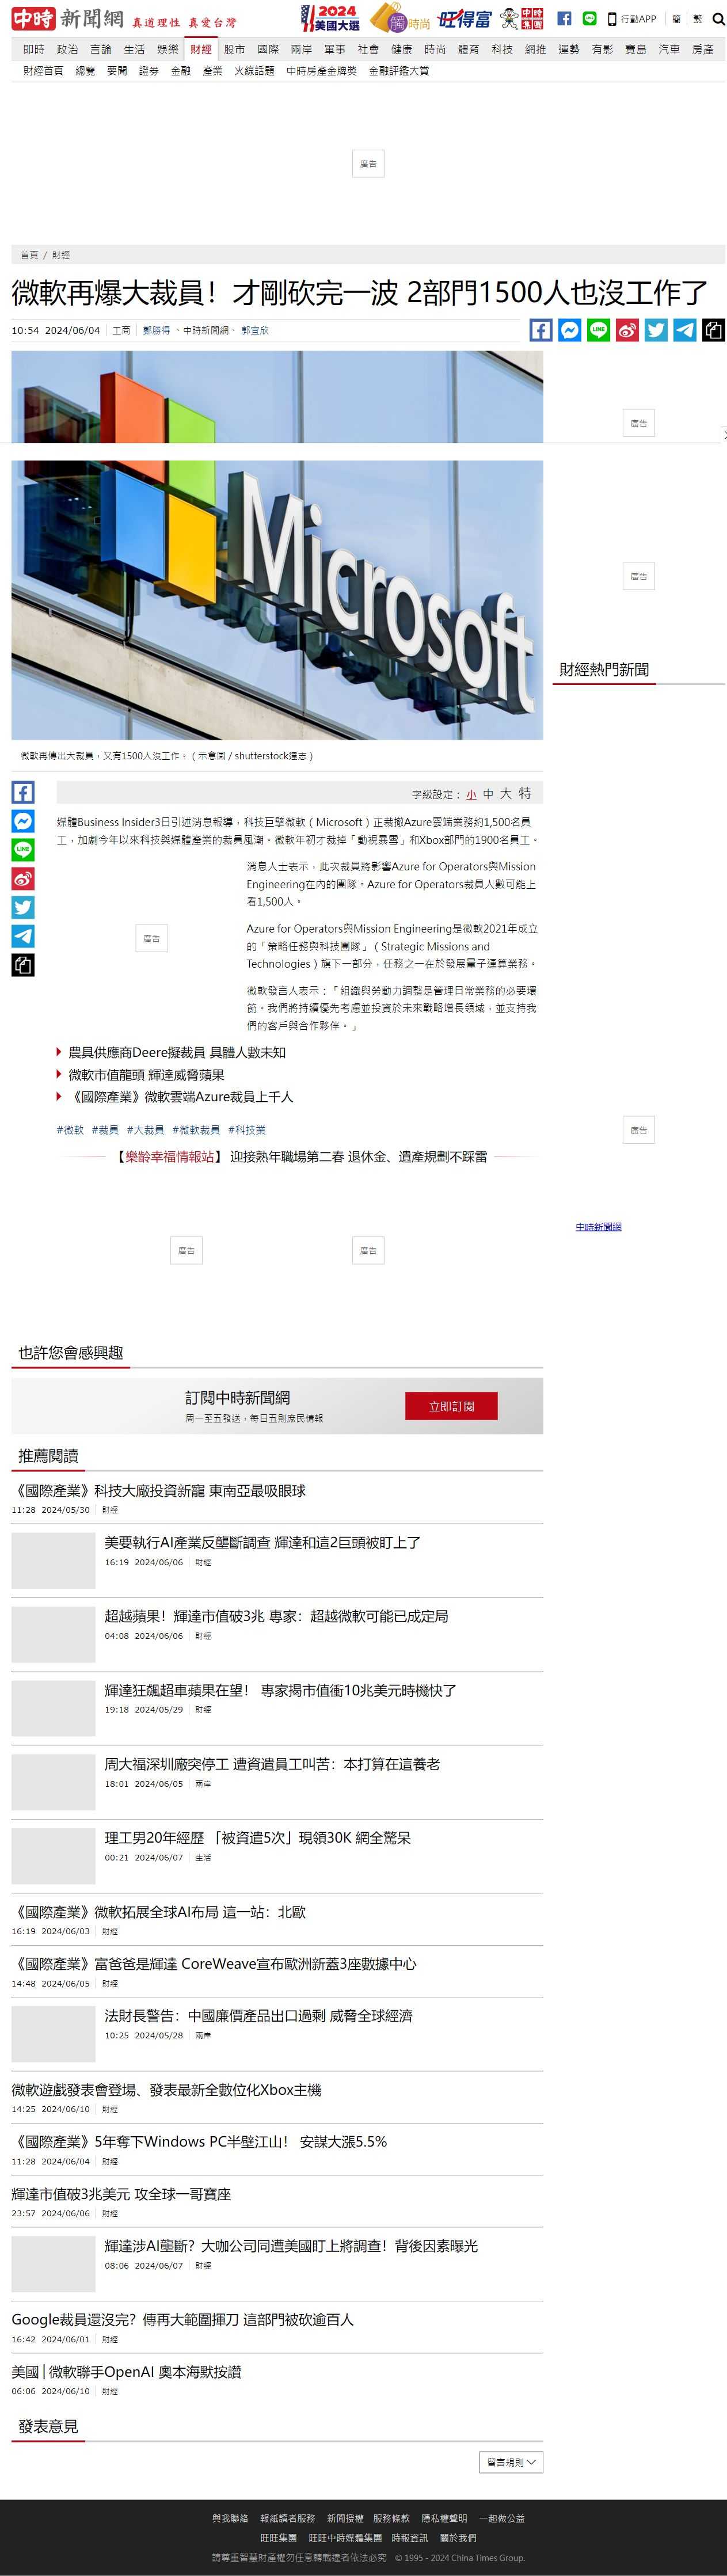 中時 新聞網 真道理性 真愛台灣
2024 美國大選 觸時尚 旺得富 中時集團 行動APP 簡 繁
即時 政治 言論 生活 娛樂 財經 股市 國際 兩岸 軍事 社會 健康 時尚 體育 科技 網推 運勢 有影 寶島 汽車 房產
財經首頁 總覽 要聞 證券 金融 產業 火線話題 中時房產金牌獎 金融評鑑大賞
廣告
首頁 / 財經
微軟再爆大裁員！才剛砍完一波 2部門1500人也沒工作了
10:54 2024/06/04 工商 鄭勝得 、中時新聞網、 郭宜欣
廣告
Microsoft
廣告
財經熱門新聞
微軟再傳出大裁員，又有1500人沒工作。（示意圖 / shutterstock達志）
字級設定： 小 中 大 特
媒體Business Insider3日引述消息報導，科技巨擘微軟（Microsoft）正裁撤Azure雲端業務約1,500名員
工，加劇今年以來科技與媒體產業的裁員風潮。微軟年初才裁掉「動視暴雪」和Xbox部門的1900名員工。
消息人士表示，此次裁員將影響Azure for Operators與Mission
Engineering在內的團隊。Azure for Operators裁員人數可能上
看1,500人。
廣告
Azure for Operators與Mission Engineering是微軟2021年成立
的「策略任務與科技團隊」（Strategic Missions and
Technologies）旗下一部分，任務之一在於發展量子運算業務。
微軟發言人表示：「組織與勞動力調整是管理日常業務的必要環
節。我們將持續優先考慮並投資於未來戰略增長領域，並支持我
們的客戶與合作夥伴。」
農具供應商Deere擬裁員 具體人數未知
微軟市值龍頭 輝達威脅蘋果
《國際產業》微軟雲端Azure裁員上千人
廣告
#微軟 #裁員 #大裁員 #微軟裁員 #科技業
【樂齡幸福情報站】 迎接熟年職場第二春 退休金、遺產規劃不踩雷
中時新聞網
廣告 廣告
也許您會感興趣
訂閱中時新聞網
周一至五發送，每日五則庶民情報
立即訂閱
推薦閱讀
《國際產業》科技大廠投資新寵 東南亞最吸眼球
11:28 2024/05/30 財經
美要執行AI產業反壟斷調查 輝達和這2巨頭被盯上了
16:19 2024/06/06 財經
超越蘋果！輝達市值破3兆 專家：超越微軟可能已成定局
04:08 2024/06/06 財經
輝達狂飆超車蘋果在望！ 專家揭市值衝10兆美元時機快了
19:18 2024/05/29 財經
周大福深圳廠突停工 遭資遣員工叫苦：本打算在這養老
18:01 2024/06/05 兩岸
理工男20年經歷 「被資遣5次」現領30K 網全驚呆
00:21 2024/06/07 生活
《國際產業》微軟拓展全球AI布局 這一站：北歐
16:19 2024/06/03 財經
《國際產業》富爸爸是輝達 CoreWeave宣布歐洲新蓋3座數據中心
14:48 2024/06/05 財經
法財長警告：中國廉價產品出口過剩 威脅全球經濟
10:25 2024/05/28 兩岸
微軟遊戲發表會登場、發表最新全數位化Xbox主機
14:25 2024/06/10 財經
《國際產業》5年奪下Windows PC半壁江山！ 安謀大漲5.5%
11:28 2024/06/04 財經
輝達市值破3兆美元 攻全球一哥寶座
23:57 2024/06/06 財經
輝達涉AI壟斷？大咖公司同遭美國盯上將調查！背後因素曝光
08:06 2024/06/07 財經
Google裁員還沒完？傳再大範圍揮刀 這部門被砍逾百人
16:42 2024/06/01 財經
美國│微軟聯手OpenAI 奧本海默按讚
06:06 2024/06/10 財經
發表意見
留言規則
與我聯絡 報紙讀者服務 新聞授權 服務條款 隱私權聲明 一起做公益
旺旺集團 旺旺中時媒體集團 時報資訊 關於我們
請尊重智慧財產權勿任意轉載違者依法必究 © 1995 - 2024 China Times Group.